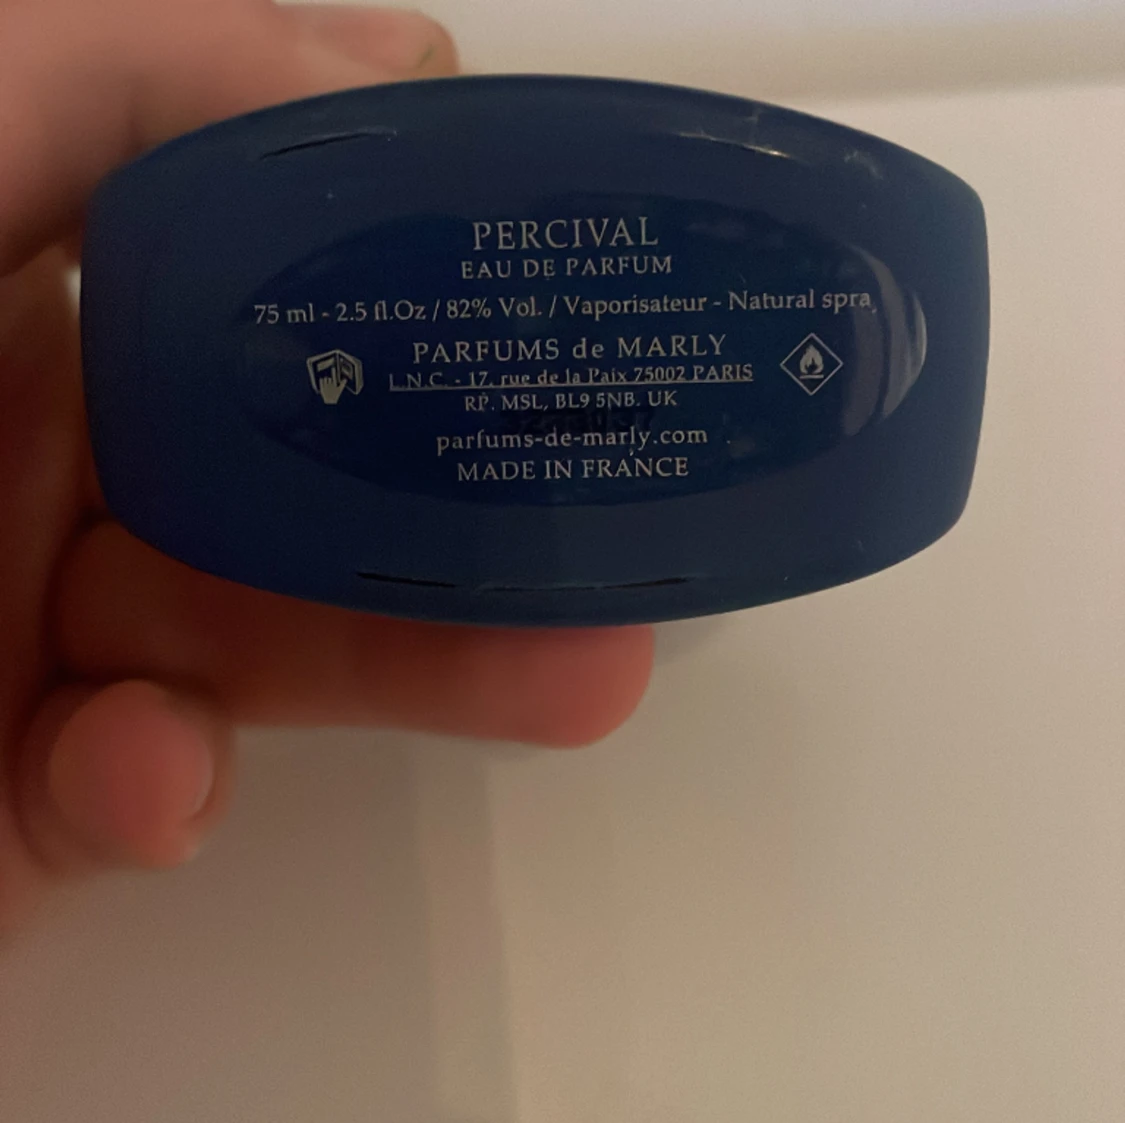 PERCIVAL
EAU DE PARFUM
75 ml - 2.5 fl.Oz / 82% Vol. / Vaporisateur - Natural spra
PARFUMS de MARLY
L.N.C. - 17, rue de la Paix 75002 PARIS
RP. MSL, BL9 5NB. UK
parfums-de-marly.com
MADE IN FRANCE